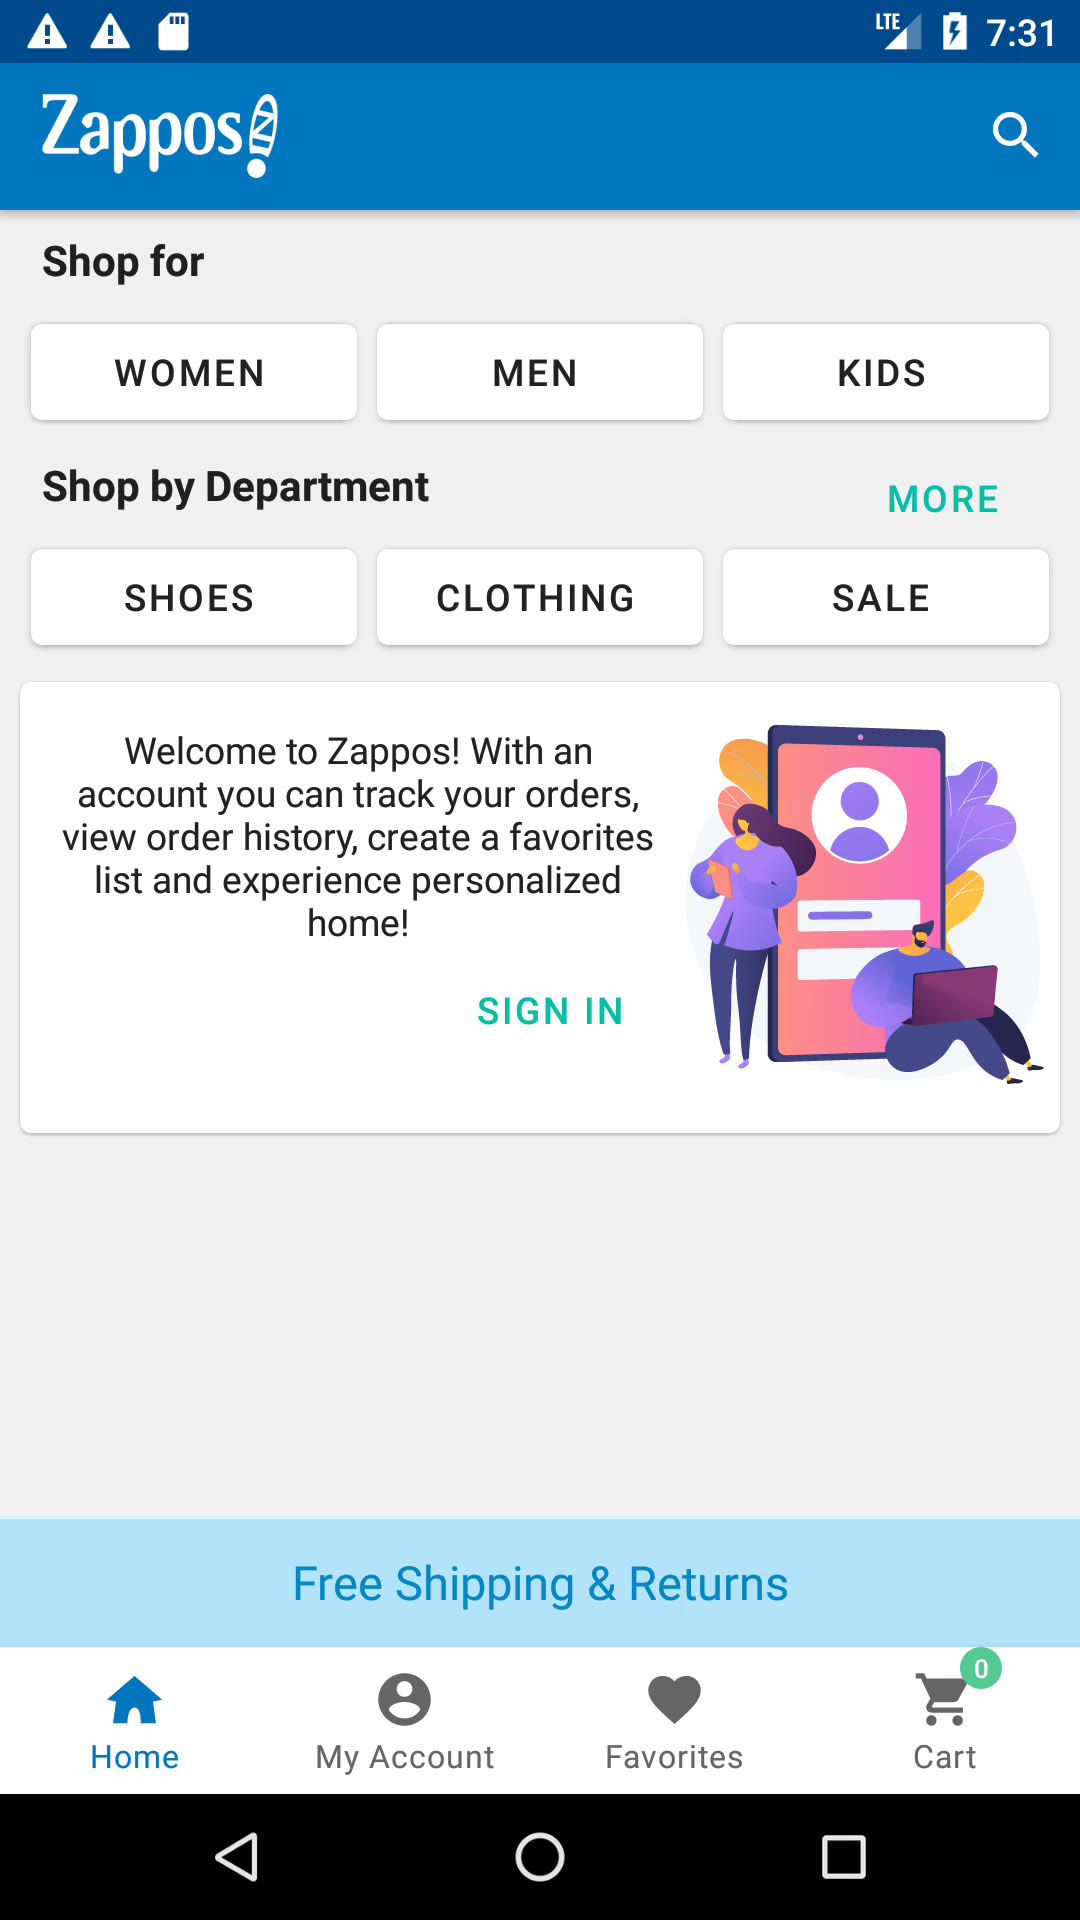 LTE 7:31
Zappos
Shop for
WOMEN MEN KIDS
Shop by Department MORE
SHOES CLOTHING SALE
Welcome to Zappos! With an
account you can track your orders,
view order history, create a favorites
list and experience personalized
home!
SIGN IN
Free Shipping & Returns
0
Home My Account Favorites Cart